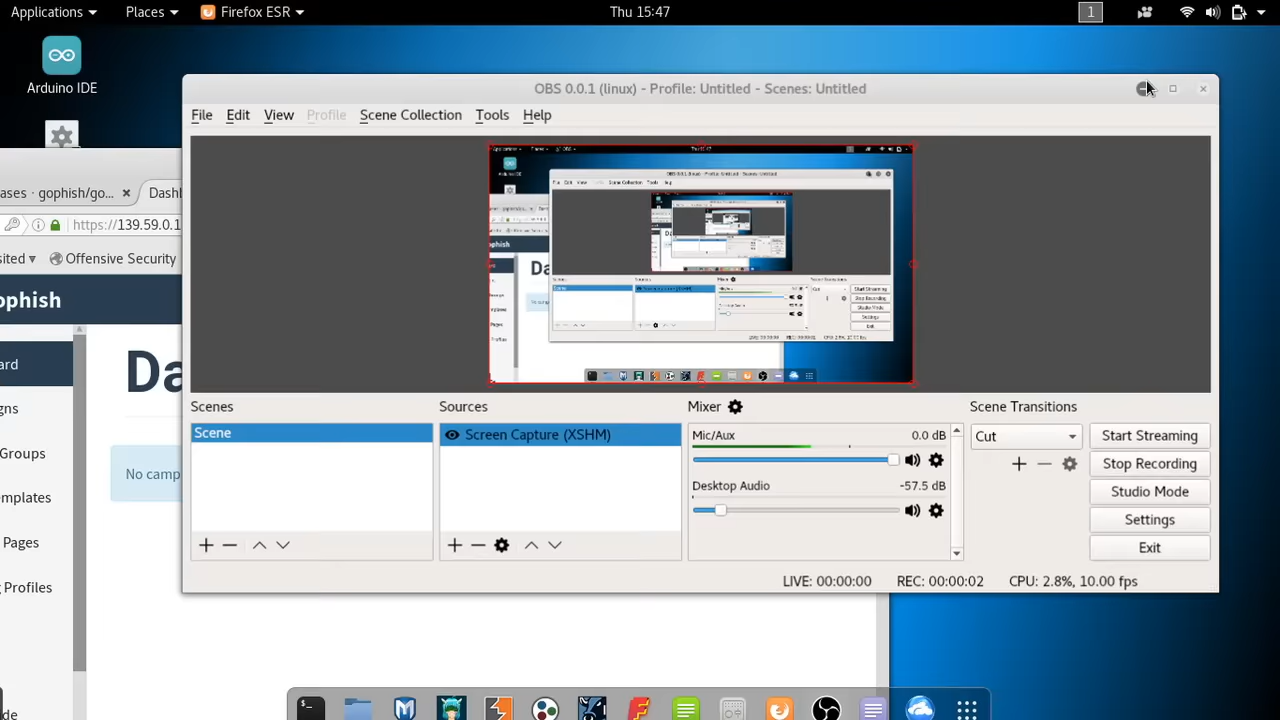 Applications Places Firefox ESR Thu 15:47 1
Arduino IDE
OBS 0.0.1 (linux) - Profile: Untitled - Scenes: Untitled
File Edit View Profile Scene Collection Tools Help
ases · gophish/go... Dashb
https://139.59.0.1
sited Offensive Security
ophish
ard
Da
gns
Groups
No camp
emplates
Pages
ng Profiles
de
Scenes Sources Mixer Scene Transitions
Scene
Screen Capture (XSHM)
Mic/Aux 0.0 dB
Desktop Audio -57.5 dB
Cut
Start Streaming
Stop Recording
Studio Mode
Settings
Exit
LIVE: 00:00:00 REC: 00:00:02 CPU: 2.8%, 10.00 fps